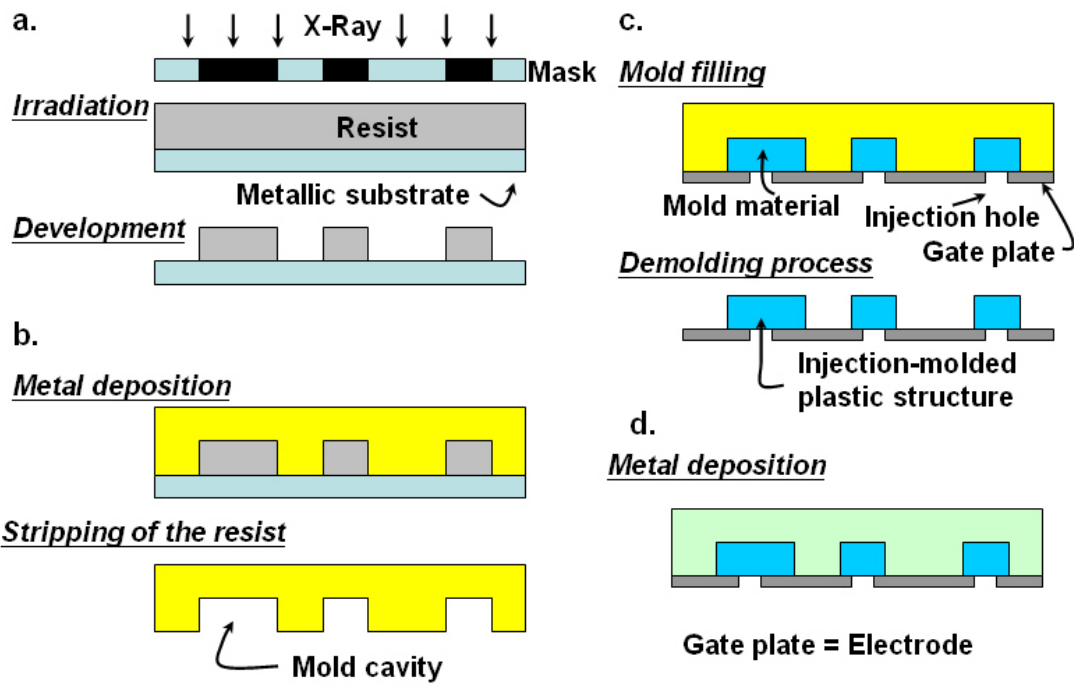 a.
X-Ray
Mask
Irradiation
Resist
Metallic substrate
Development
b.
Metal deposition
Stripping of the resist
Mold cavity
c.
Mold filling
Mold material
Injection hole
Gate plate
Demolding process
Injection-molded
plastic structure
d.
Metal deposition
Gate plate = Electrode